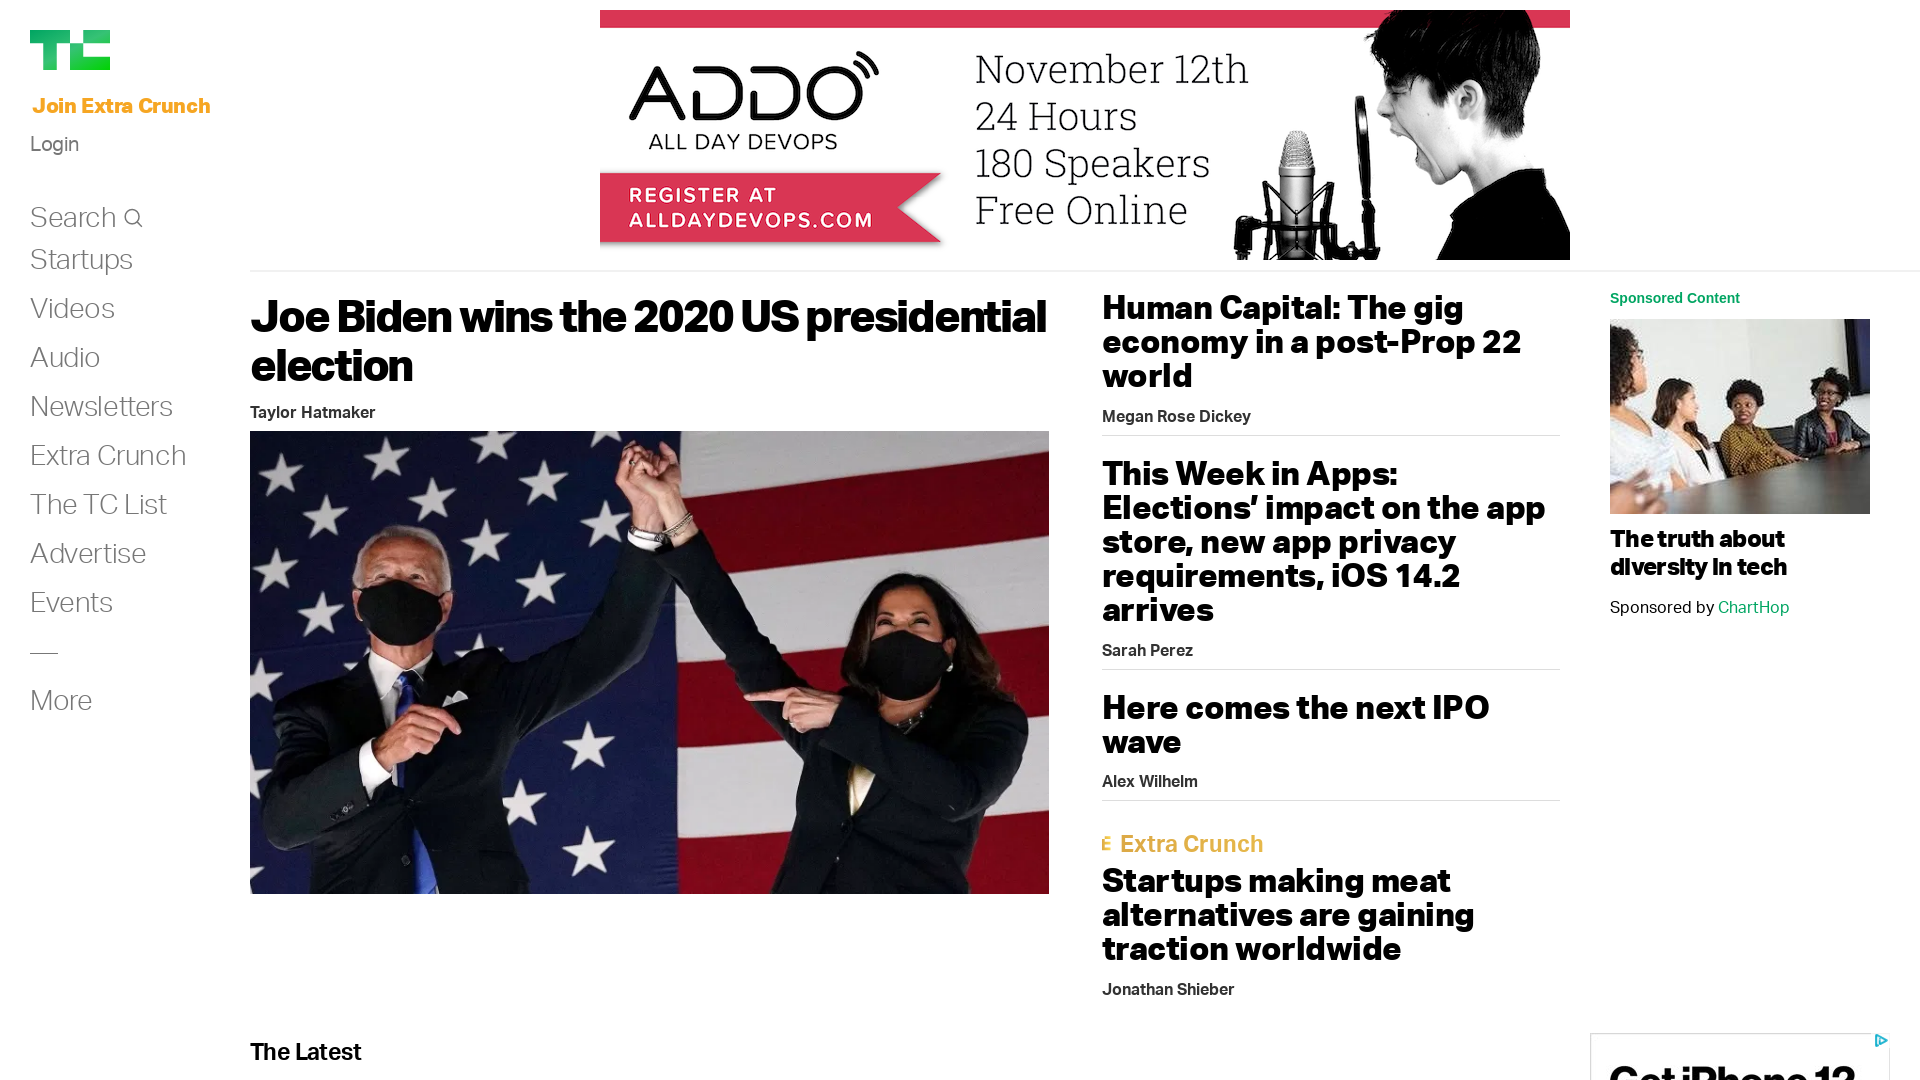 TC
Join Extra Crunch
Login
Search
Startups
Videos
Audio
Newsletters
Extra Crunch
The TC List
Advertise
Events
More
ADDO
ALL DAY DEVOPS
REGISTER AT
ALLDAYDEVOPS.COM
November 12th
24 Hours
180 Speakers
Free Online
Joe Biden wins the 2020 US presidential
election
Taylor Hatmaker
Human Capital: The gig
economy in a post-Prop 22
world
Megan Rose Dickey
This Week in Apps:
Elections’ impact on the app
store, new app privacy
requirements, iOS 14.2
arrives
Sarah Perez
Here comes the next IPO
wave
Alex Wilhelm
Extra Crunch
Startups making meat
alternatives are gaining
traction worldwide
Jonathan Shieber
Sponsored Content
The truth about
diversity in tech
Sponsored by ChartHop
The Latest
Get iPhone 12